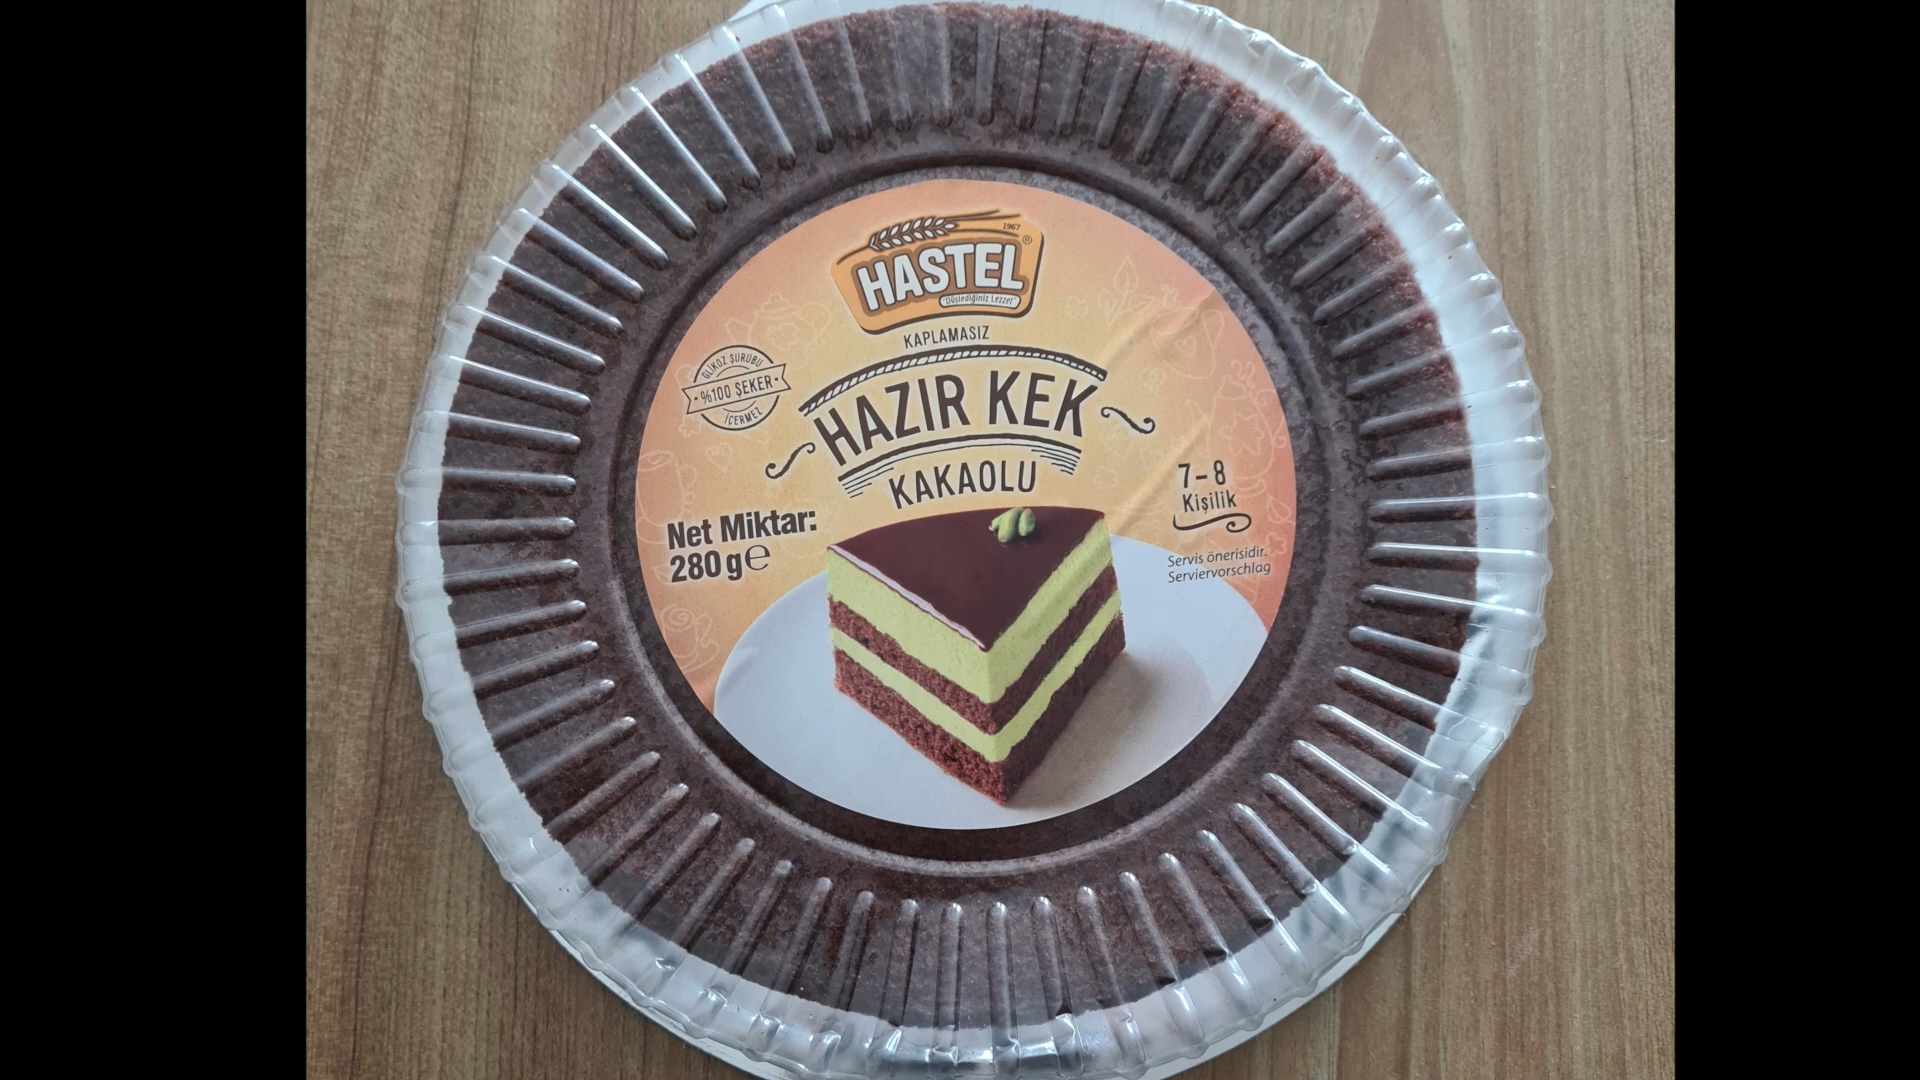 1967
HASTEL®
"Düşlediğiniz Lezzet"
KAPLAMASIZ
GLİKOZ ŞURUBU
%100 ŞEKER
İÇERMEZ
HAZIR KEK
KAKAOLU
Net Miktar:
280 g e
7-8
Kişilik
Servis önerisidir.
Serviervorschlag